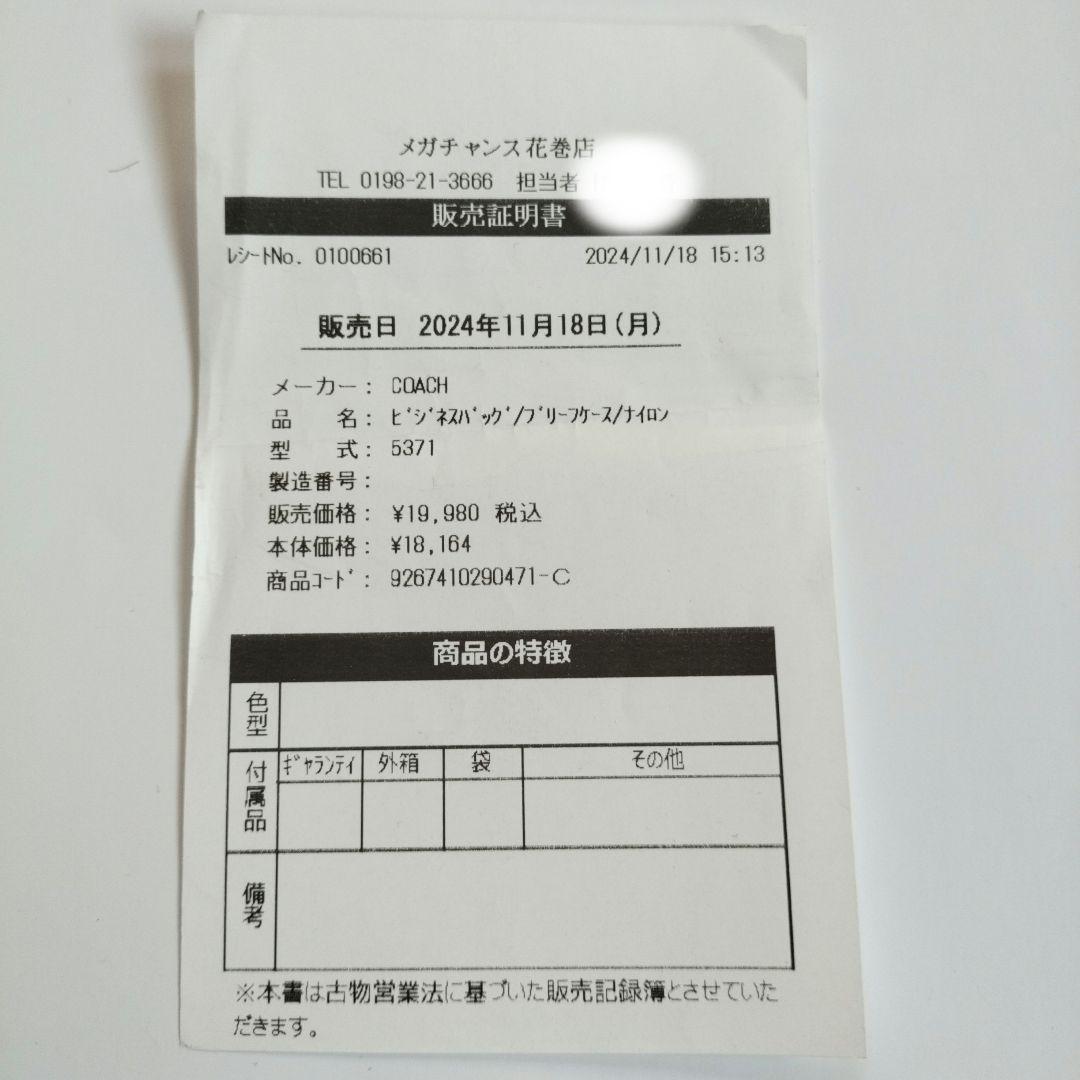 メガチャンス花巻店
TEL 0198-21-3666 担当者
販売証明書
ﾚｼｰﾄNo. 0100661 2024/11/18 15:13
販売日 2024年11月18日(月)
メーカー: COACH
品 名: ﾋﾞｼﾞﾈｽﾊﾞｯｸﾞ/ﾌﾞﾘｰﾌｹｰｽ/ﾅｲﾛﾝ
型 式: 5371
製造番号:
販売価格: ¥19,980 税込
本体価格: ¥18,164
商品ｺｰﾄﾞ: 9267410290471-C
商品の特徴
色型
付属品 ｷﾞｬﾗﾝﾃｨ 外箱 袋 その他
備考
※本書は古物営業法に基づいた販売記録簿とさせていた
だきます。